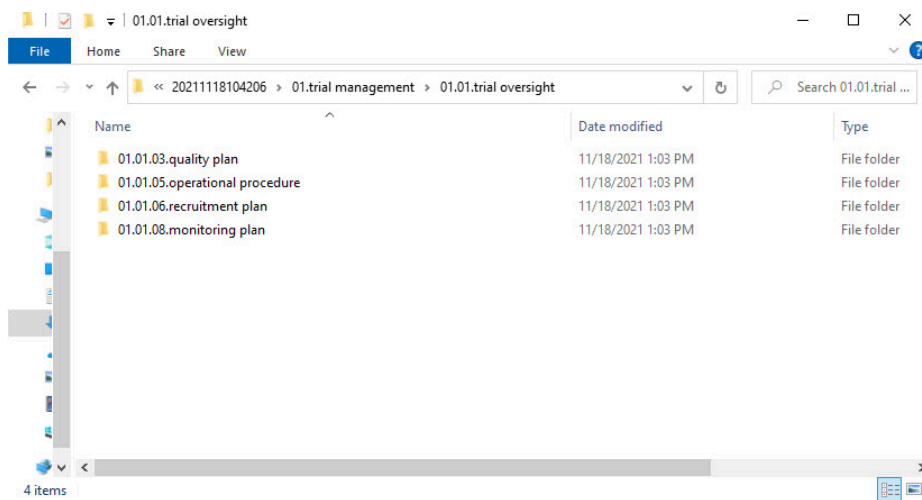 01.01.trial oversight
File Home Share View
« 20211118104206 › 01.trial management › 01.01.trial oversight Search 01.01.trial ...
Name Date modified Type
01.01.03.quality plan 11/18/2021 1:03 PM File folder
01.01.05.operational procedure 11/18/2021 1:03 PM File folder
01.01.06.recruitment plan 11/18/2021 1:03 PM File folder
01.01.08.monitoring plan 11/18/2021 1:03 PM File folder
4 items